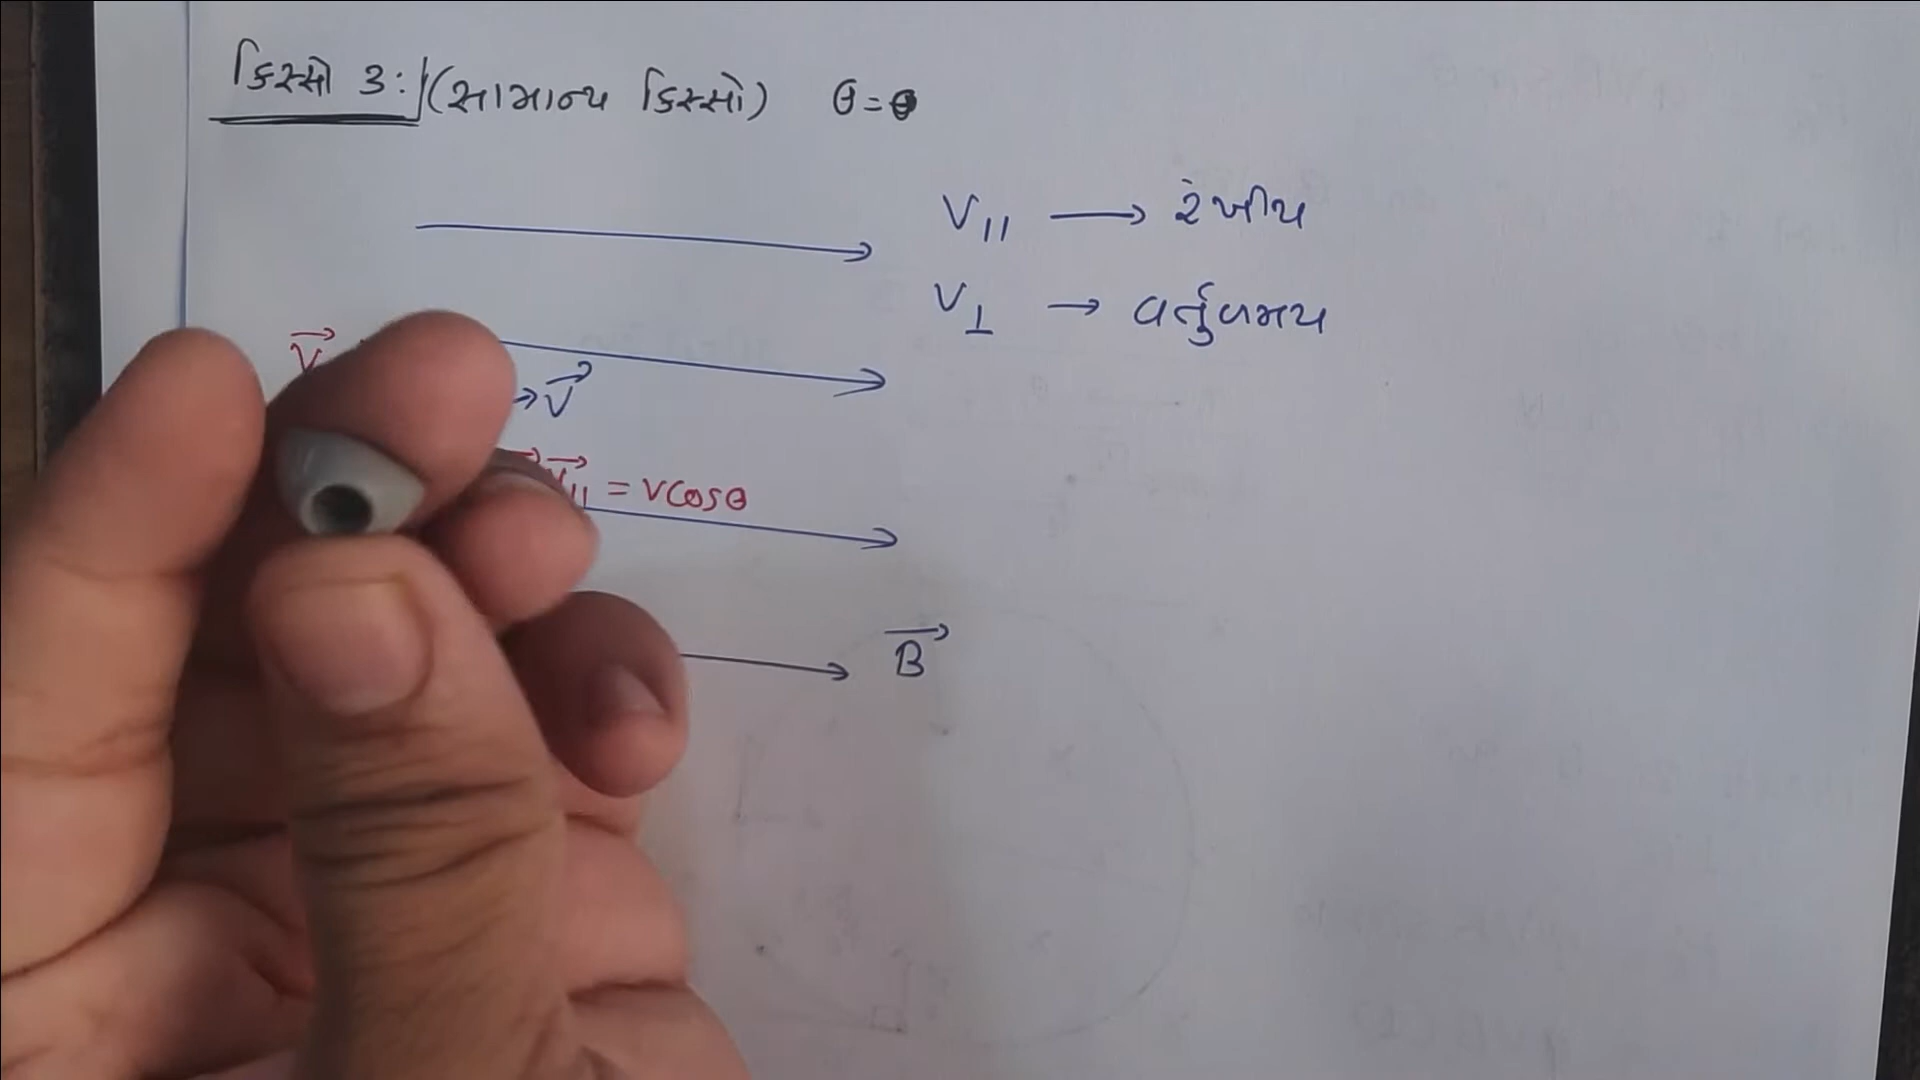 કિસ્સો 3: (સામાન્ય કિસ્સો) θ = θ
V∥ → રેખીય
V⊥ → વર્તુળમય
→V
→V
→V∥ = vcosθ
→B